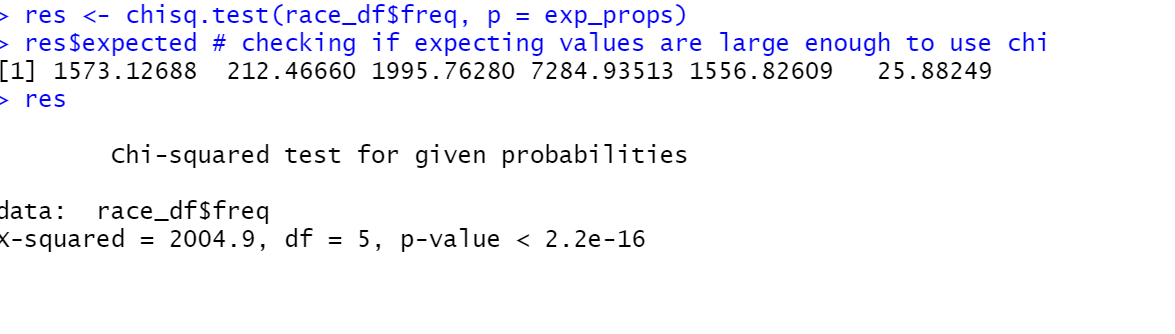 > res <- chisq.test(race_df$freq, p = exp_props)
> res$expected # checking if expecting values are large enough to use chi
[1] 1573.12688  212.46660 1995.76280 7284.93513 1556.82609   25.88249
> res
Chi-squared test for given probabilities
data:  race_df$freq
X-squared = 2004.9, df = 5, p-value < 2.2e-16